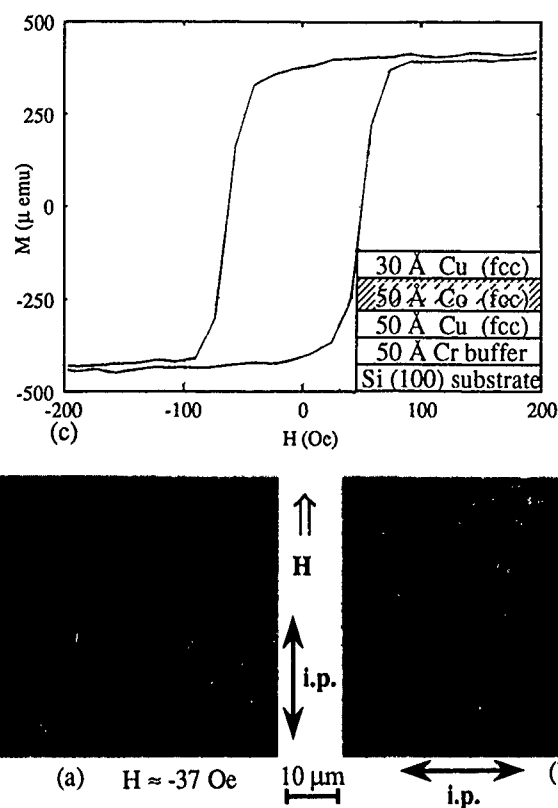 500
250
0
-250
-500
M (μ emu)
30 Å Cu (fcc)
50 Å Co (fcc)
50 Å Cu (fcc)
50 Å Cr buffer
Si (100) substrate
-200 -100 0 100 200
(c) H (Oe)
H
i.p.
(a) H ≈ -37 Oe 10 μm (
i.p.